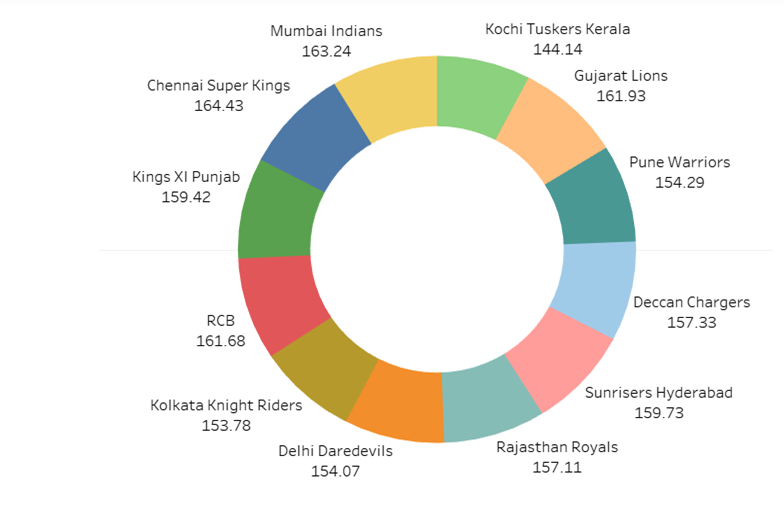 Mumbai Indians
163.24
Kochi Tuskers Kerala
144.14
Gujarat Lions
161.93
Chennai Super Kings
164.43
Pune Warriors
154.29
Kings XI Punjab
159.42
Deccan Chargers
157.33
RCB
161.68
Sunrisers Hyderabad
159.73
Kolkata Knight Riders
153.78
Rajasthan Royals
157.11
Delhi Daredevils
154.07